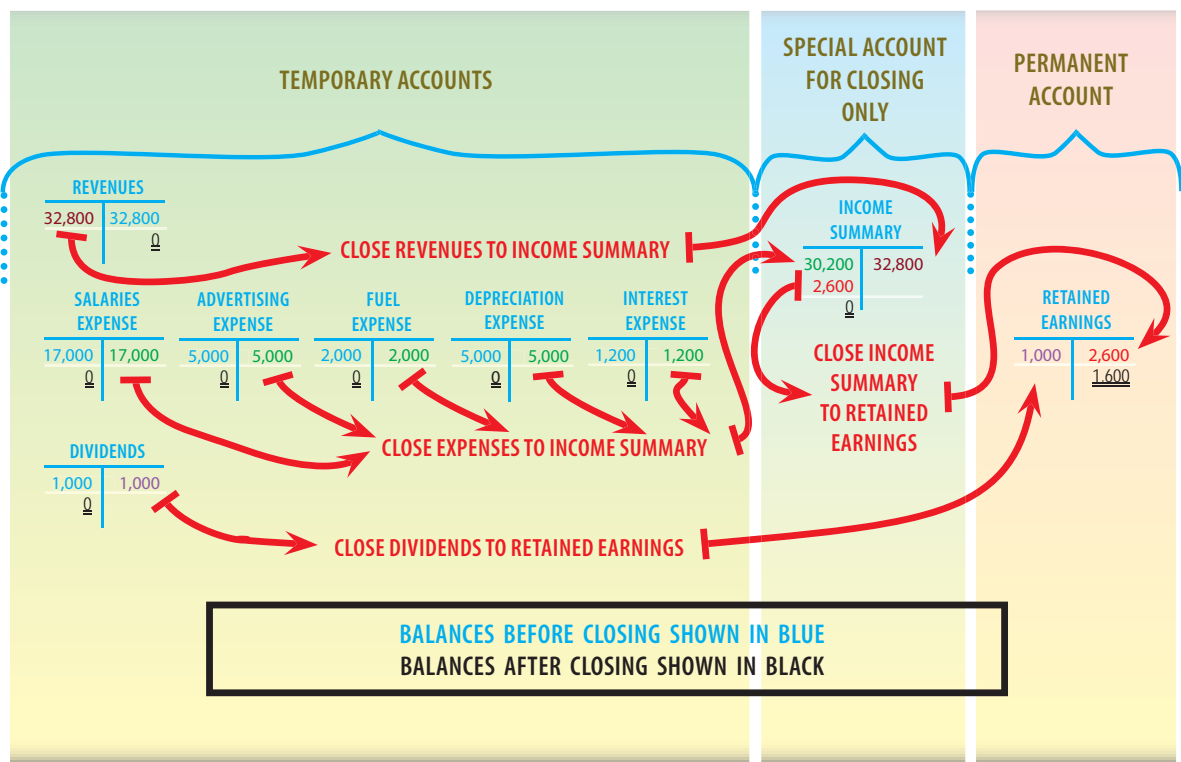 TEMPORARY ACCOUNTS
SPECIAL ACCOUNT
FOR CLOSING
ONLY
PERMANENT
ACCOUNT
REVENUES
32,800 32,800
0
CLOSE REVENUES TO INCOME SUMMARY
INCOME
SUMMARY
30,200 32,800
2,600
0
SALARIES
EXPENSE
17,000 17,000
0
ADVERTISING
EXPENSE
5,000 5,000
0
FUEL
EXPENSE
2,000 2,000
0
DEPRECIATION
EXPENSE
5,000 5,000
0
INTEREST
EXPENSE
1,200 1,200
0
CLOSE EXPENSES TO INCOME SUMMARY
CLOSE INCOME
SUMMARY
TO RETAINED
EARNINGS
RETAINED
EARNINGS
1,000 2,600
1.600
DIVIDENDS
1,000 1,000
0
CLOSE DIVIDENDS TO RETAINED EARNINGS
BALANCES BEFORE CLOSING SHOWN IN BLUE
BALANCES AFTER CLOSING SHOWN IN BLACK